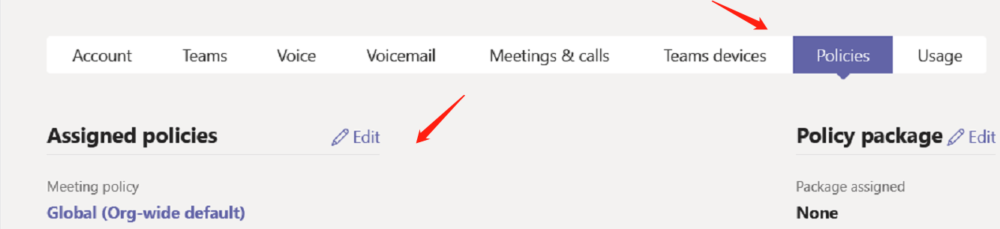 Account Teams Voice Voicemail Meetings & calls Teams devices Policies Usage
Assigned policies Edit Policy package Edit
Meeting policy Package assigned
Global (Org-wide default) None